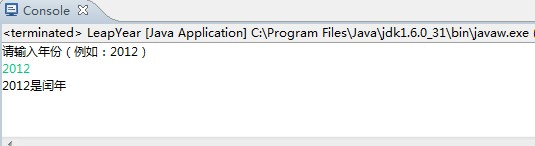 Console
<terminated> LeapYear [Java Application] C:\Program Files\Java\jdk1.6.0_31\bin\javaw.exe (
请输入年份（例如：2012）
2012
2012是闰年